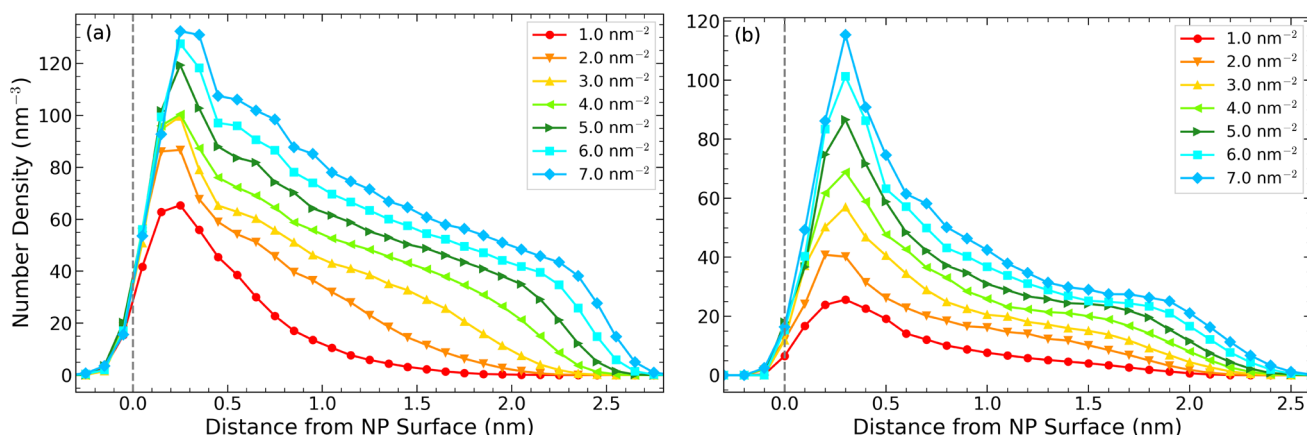 (a)
Number Density (nm⁻³)
120
100
80
60
40
20
0
0.0 0.5 1.0 1.5 2.0 2.5
Distance from NP Surface (nm)
1.0 nm⁻²
2.0 nm⁻²
3.0 nm⁻²
4.0 nm⁻²
5.0 nm⁻²
6.0 nm⁻²
7.0 nm⁻²
(b)
120
100
80
60
40
20
0
0.0 0.5 1.0 1.5 2.0 2.5
Distance from NP Surface (nm)
1.0 nm⁻²
2.0 nm⁻²
3.0 nm⁻²
4.0 nm⁻²
5.0 nm⁻²
6.0 nm⁻²
7.0 nm⁻²